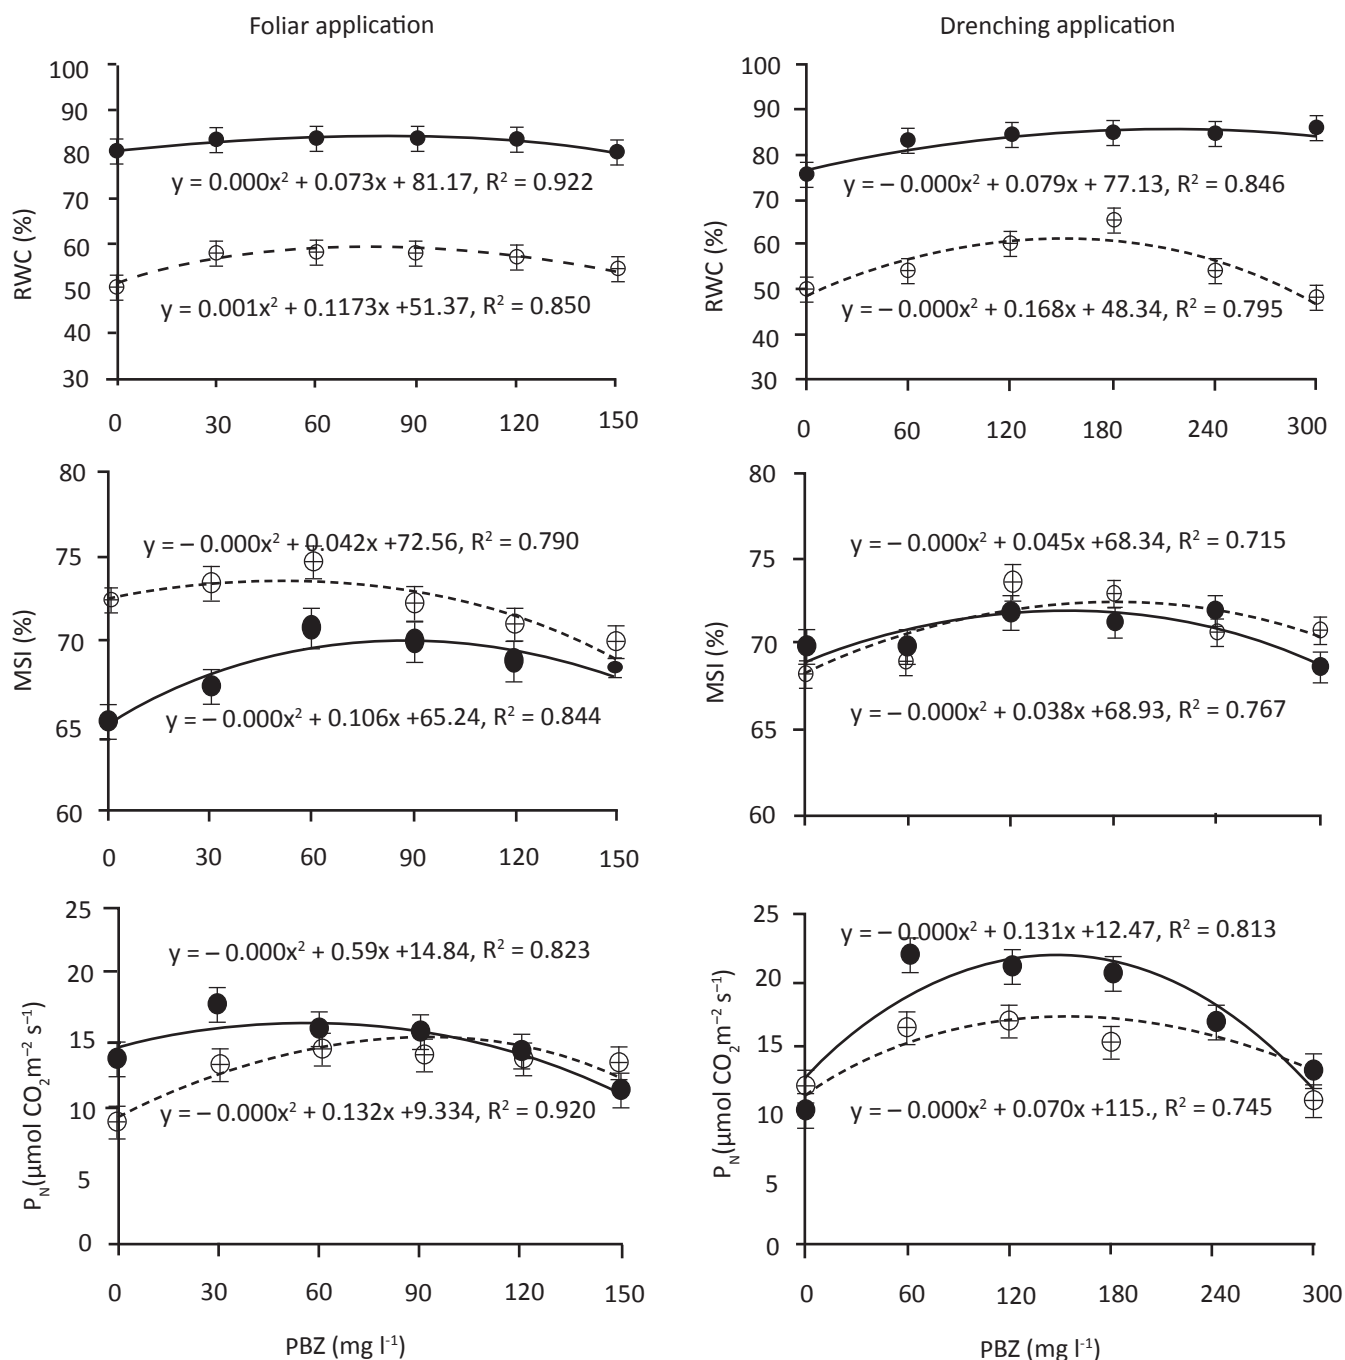 Foliar application
Drenching application
RWC (%)
100
90
80
70
60
50
40
30
y = 0.000x² + 0.073x + 81.17, R² = 0.922
y = 0.001x² + 0.1173x +51.37, R² = 0.850
0 30 60 90 120 150
RWC (%)
100
90
80
70
60
50
40
30
y = – 0.000x² + 0.079x + 77.13, R² = 0.846
y = – 0.000x² + 0.168x + 48.34, R² = 0.795
0 60 120 180 240 300
MSI (%)
80
75
70
65
60
y = – 0.000x² + 0.042x +72.56, R² = 0.790
y = – 0.000x² + 0.106x +65.24, R² = 0.844
0 30 60 90 120 150
MSI (%)
80
75
70
65
60
y = – 0.000x² + 0.045x +68.34, R² = 0.715
y = – 0.000x² + 0.038x +68.93, R² = 0.767
P_N(µmol CO₂m⁻² s⁻¹)
25
20
15
10
5
0
y = – 0.000x² + 0.59x +14.84, R² = 0.823
y = – 0.000x² + 0.132x +9.334, R² = 0.920
0 30 60 90 120 150
PBZ (mg l⁻¹)
P_N(µmol CO₂m⁻² s⁻¹)
25
20
15
10
5
0
y = – 0.000x² + 0.131x +12.47, R² = 0.813
y = – 0.000x² + 0.070x +115., R² = 0.745
0 60 120 180 240 300
PBZ (mg l⁻¹)